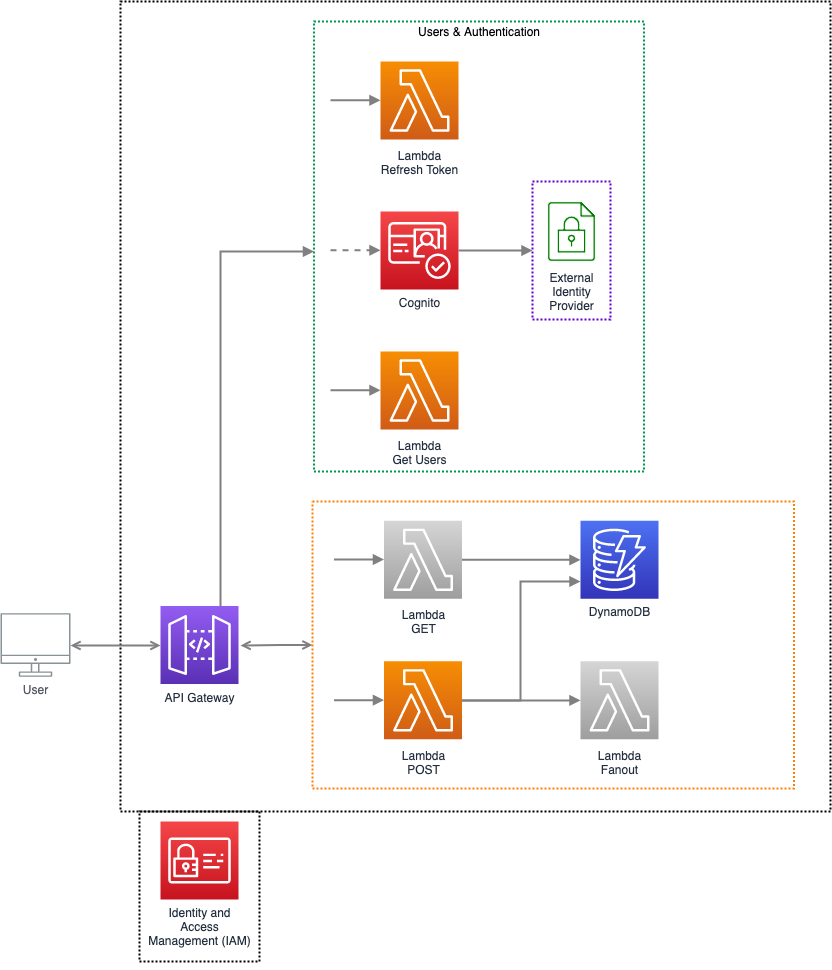 Users & Authentication
Lambda
Refresh Token
Cognito
External
Identity
Provider
Lambda
Get Users
Lambda
GET
DynamoDB
</>
User
API Gateway
Lambda
POST
Lambda
Fanout
Identity and
Access
Management (IAM)